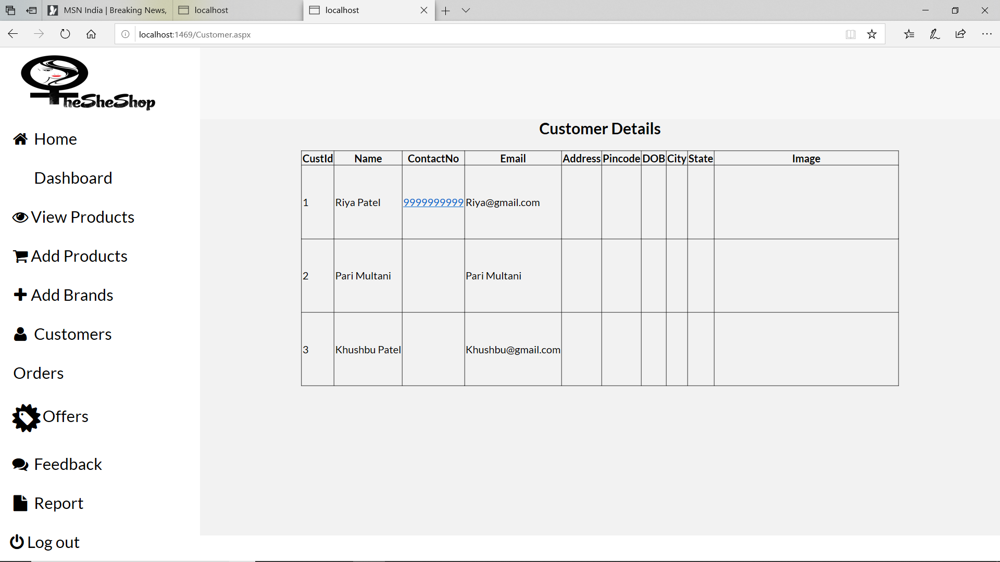 MSN India | Breaking News,
localhost
localhost
localhost:1469/Customer.aspx
TheSheShop
Home
Dashboard
View Products
Add Products
Add Brands
Customers
Orders
Offers
Feedback
Report
Log out
Customer Details
CustId Name ContactNo Email Address Pincode DOB City State Image
1 Riya Patel 9999999999 Riya@gmail.com
2 Pari Multani Pari Multani
3 Khushbu Patel Khushbu@gmail.com